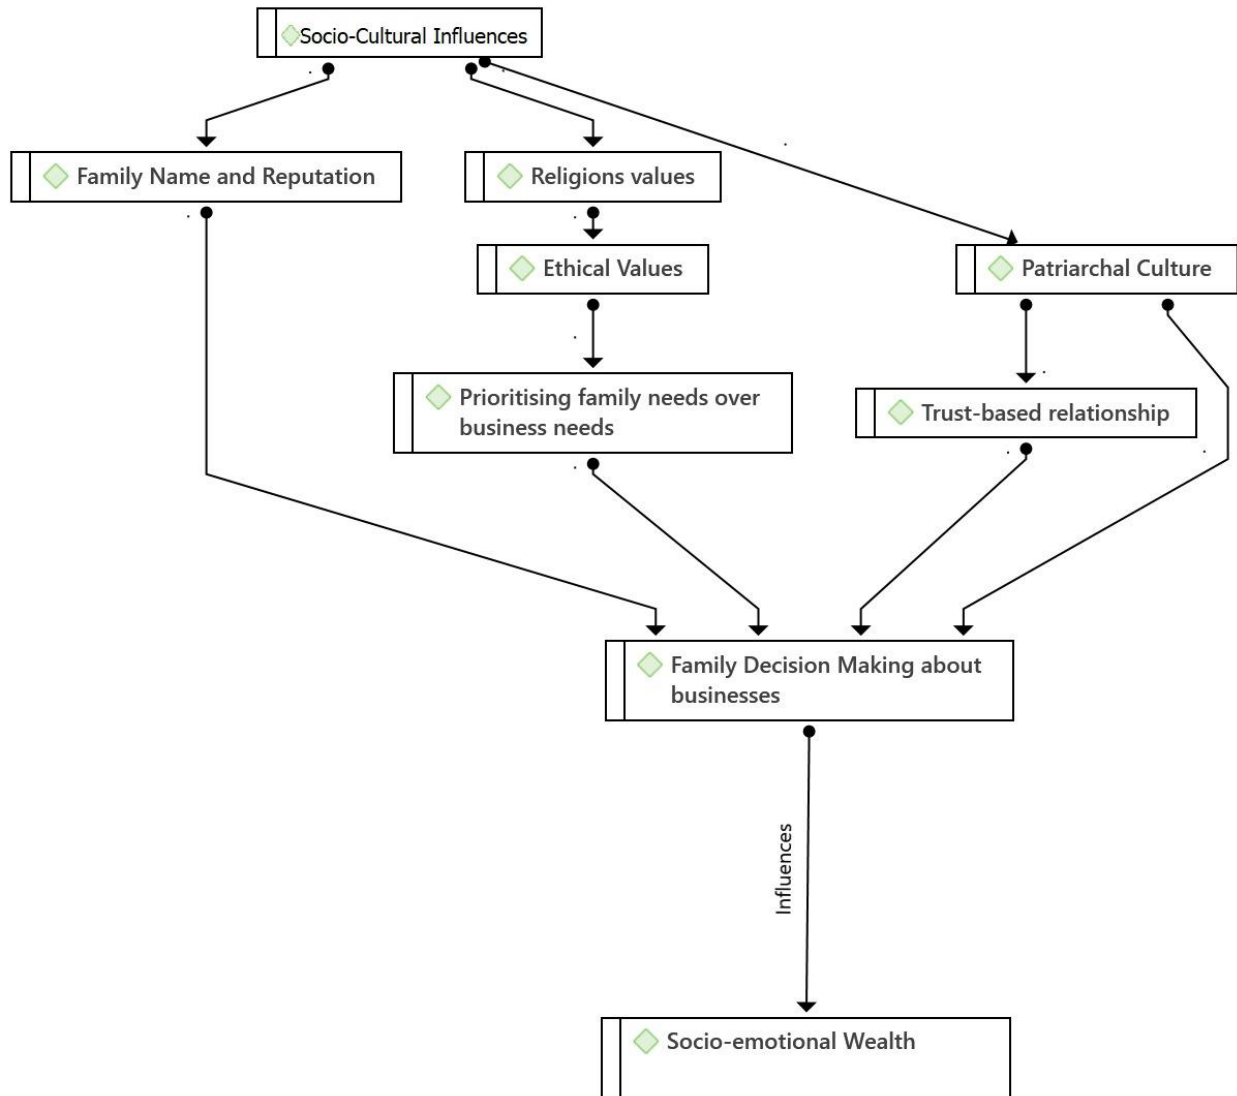 Socio-Cultural Influences
Family Name and Reputation
Religions values
Ethical Values
Patriarchal Culture
Prioritising family needs over
business needs
Trust-based relationship
Family Decision Making about
businesses
Influences
Socio-emotional Wealth